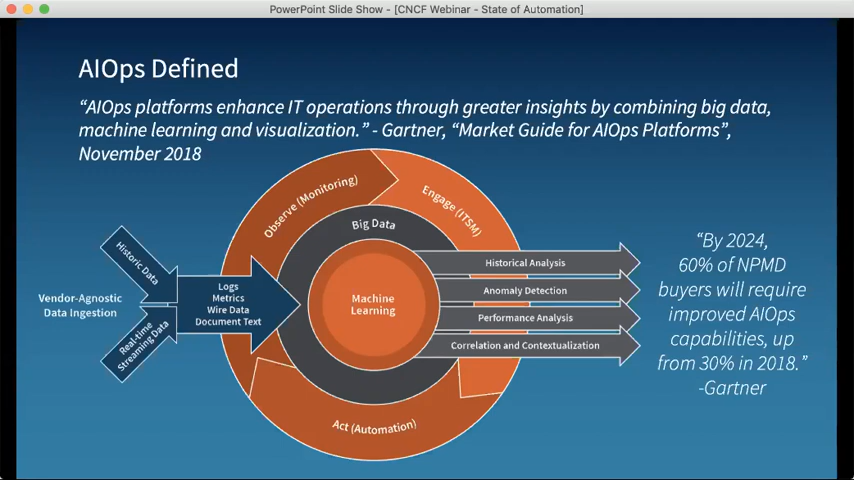 PowerPoint Slide Show - [CNCF Webinar - State of Automation]
AIOps Defined
“AIOps platforms enhance IT operations through greater insights by combining big data,
machine learning and visualization.” - Gartner, “Market Guide for AIOps Platforms”,
November 2018
Observe (Monitoring)
Engage (ITSM)
Big Data
Historic Data
Vendor-Agnostic
Data Ingestion
Real-time
Streaming Data
Logs
Metrics
Wire Data
Document Text
Machine
Learning
Historical Analysis
Anomaly Detection
Performance Analysis
Correlation and Contextualization
Act (Automation)
“By 2024,
60% of NPMD
buyers will require
improved AIOps
capabilities, up
from 30% in 2018.”
-Gartner